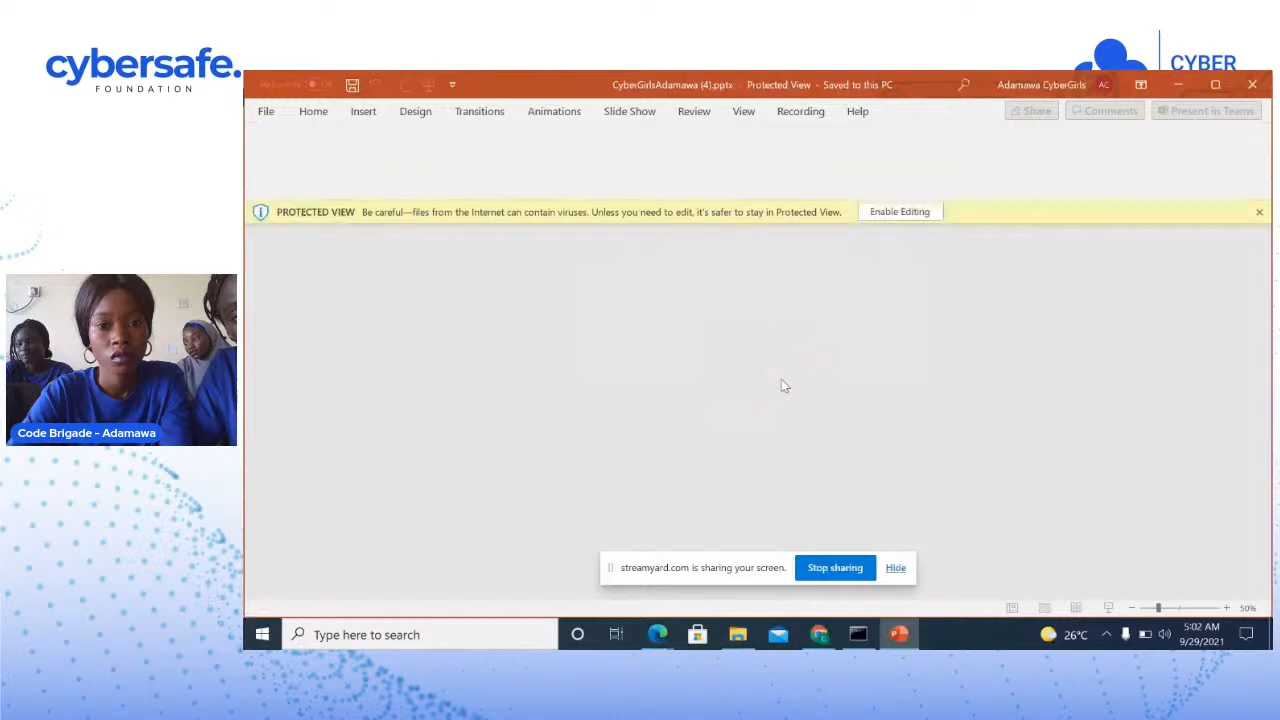 cybersafe.
FOUNDATION
CYBER
CyberGirlsAdamawa (4).pptx Protected View - Saved to this PC
Adamawa CyberGirls AC
File Home Insert Design Slide Show Transitions Animations Review View Recording Help
Share Comments Present in Teams
PROTECTED VIEW Be careful—files from the Internet can contain viruses. Unless you need to edit, it's safer to stay in Protected View. Enable Editing
Code Brigade - Adamawa
streamyard.com is sharing your screen. Stop sharing Hide
50%
Type here to search
26°C
5:02 AM
9/29/2021